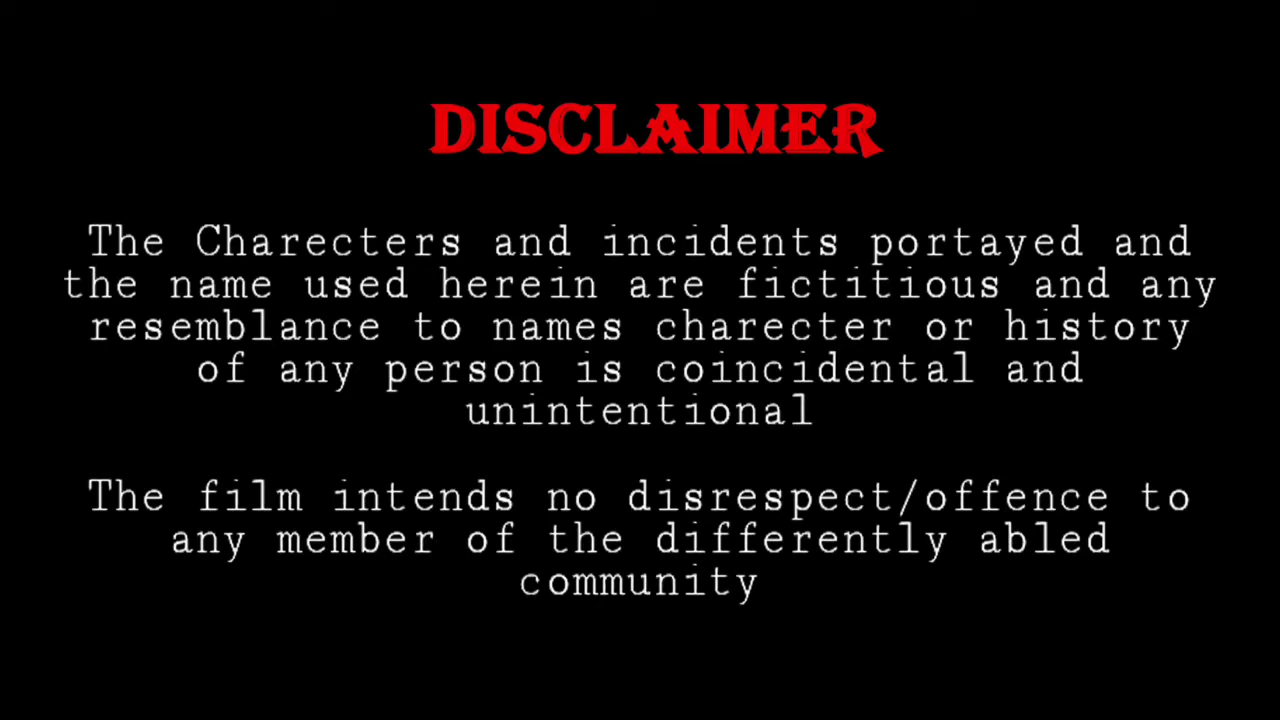 DISCLAIMER
The Charecters and incidents portayed and
the name used herein are fictitious and any
resemblance to names charecter or history
of any person is coincidental and
unintentional
The film intends no disrespect/offence to
any member of the differently abled
community